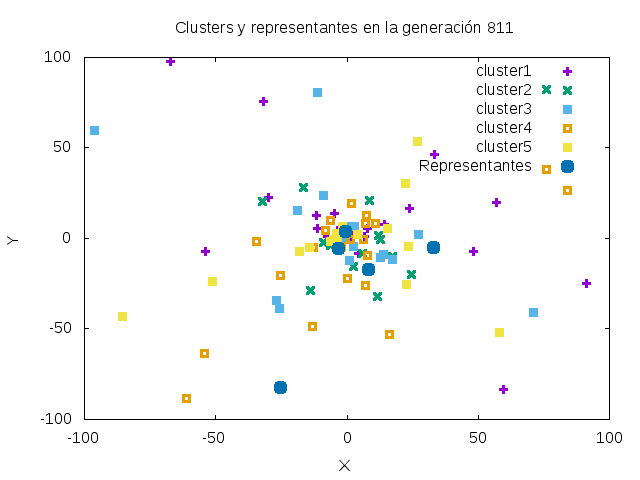 Clusters y representantes en la generación 811
100
50
0
-50
-100
-100
-50
0
50
100
X
Y
cluster1
cluster2
cluster3
cluster4
cluster5
Representantes